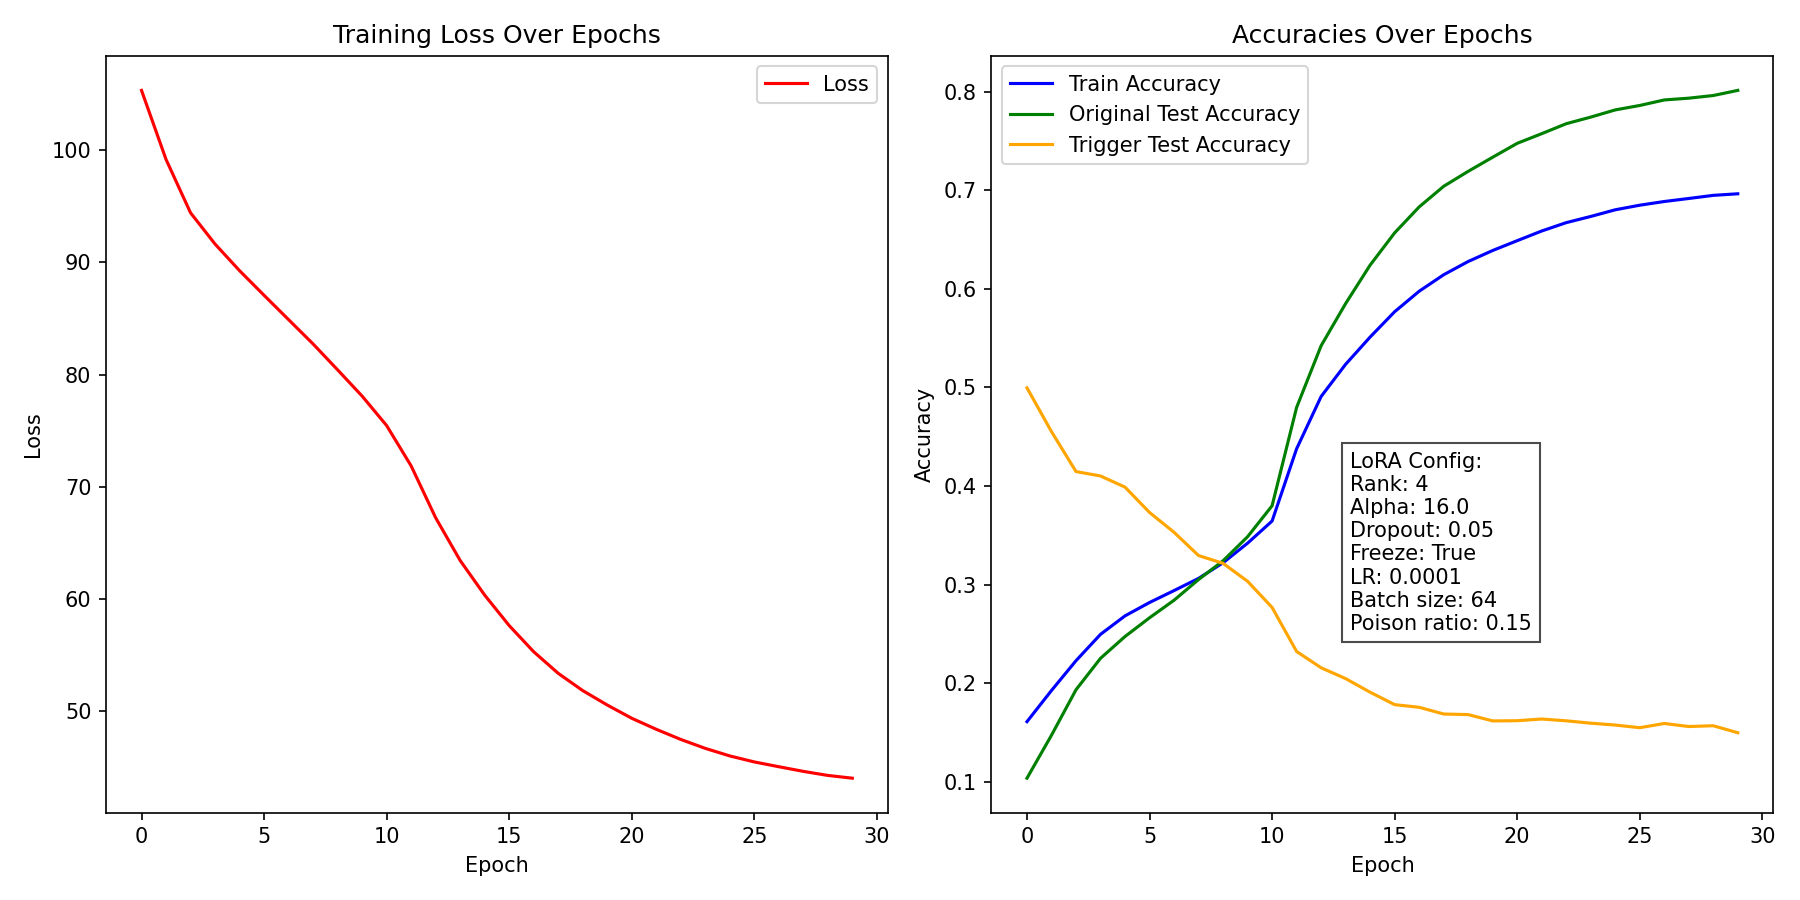 Training Loss Over Epochs
Loss
100
90
80
70
60
50
Loss
0 5 10 15 20 25 30
Epoch
Accuracies Over Epochs
Train Accuracy
Original Test Accuracy
Trigger Test Accuracy
0.8
0.7
0.6
0.5
0.4
0.3
0.2
0.1
Accuracy
LoRA Config:
Rank: 4
Alpha: 16.0
Dropout: 0.05
Freeze: True
LR: 0.0001
Batch size: 64
Poison ratio: 0.15
0 5 10 15 20 25 30
Epoch